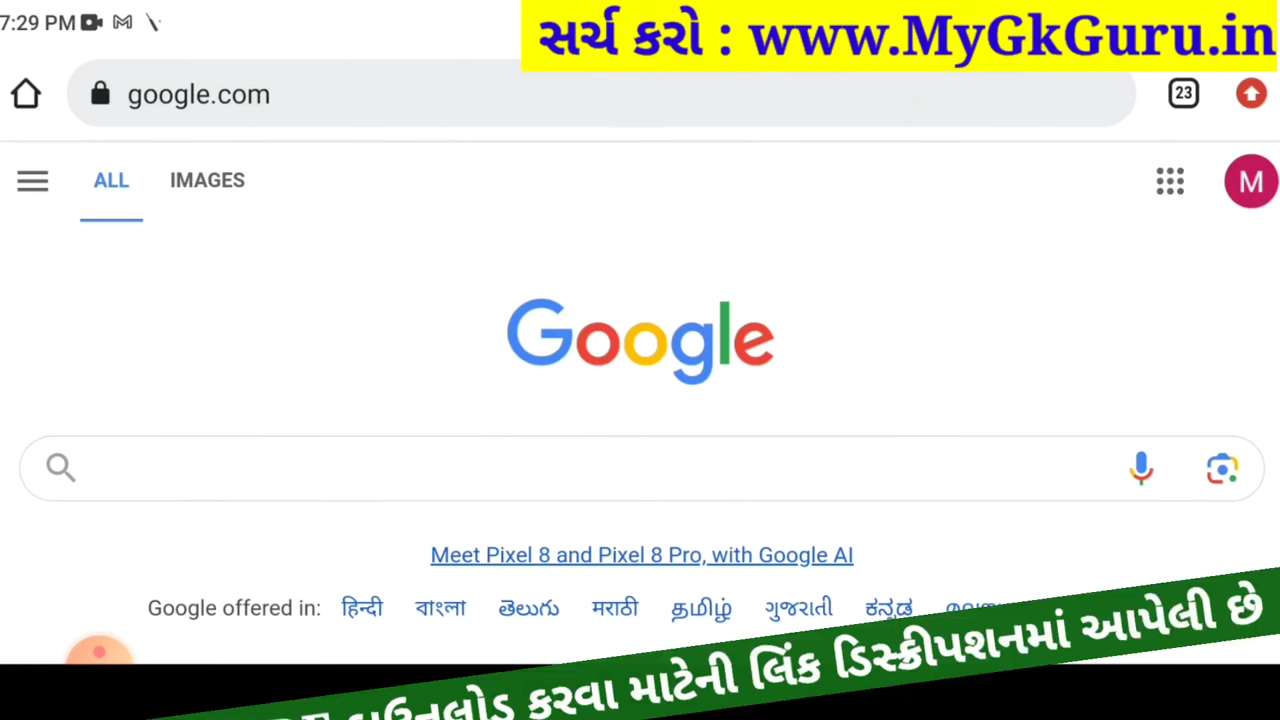 7:29 PM
સર્ચ કરો : www.MyGkGuru.in
google.com
23
ALL IMAGES
M
Google
Meet Pixel 8 and Pixel 8 Pro, with Google AI
Google offered in: हिन्दी বাংলা తెలుగు मराठी தமிழ் ગુજરાતી ಕನ್ನಡ
ડાઉનલોડ કરવા માટેની લિંક ડિસ્ક્રીપશનમાં આપેલી છે